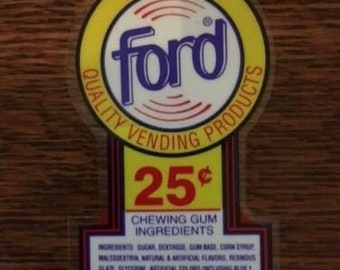 ford®
QUALITY VENDING PRODUCTS
25¢
CHEWING GUM
INGREDIENTS
INGREDIENTS: SUGAR, DEXTROSE, GUM BASE, CORN SYRUP,
MALTODEXTRIN, NATURAL & ARTIFICIAL FLAVORS, RESINOUS
GLAZE, GLYCERINE, ARTIFICIAL COLORS (INCLUDING BLUE 1,